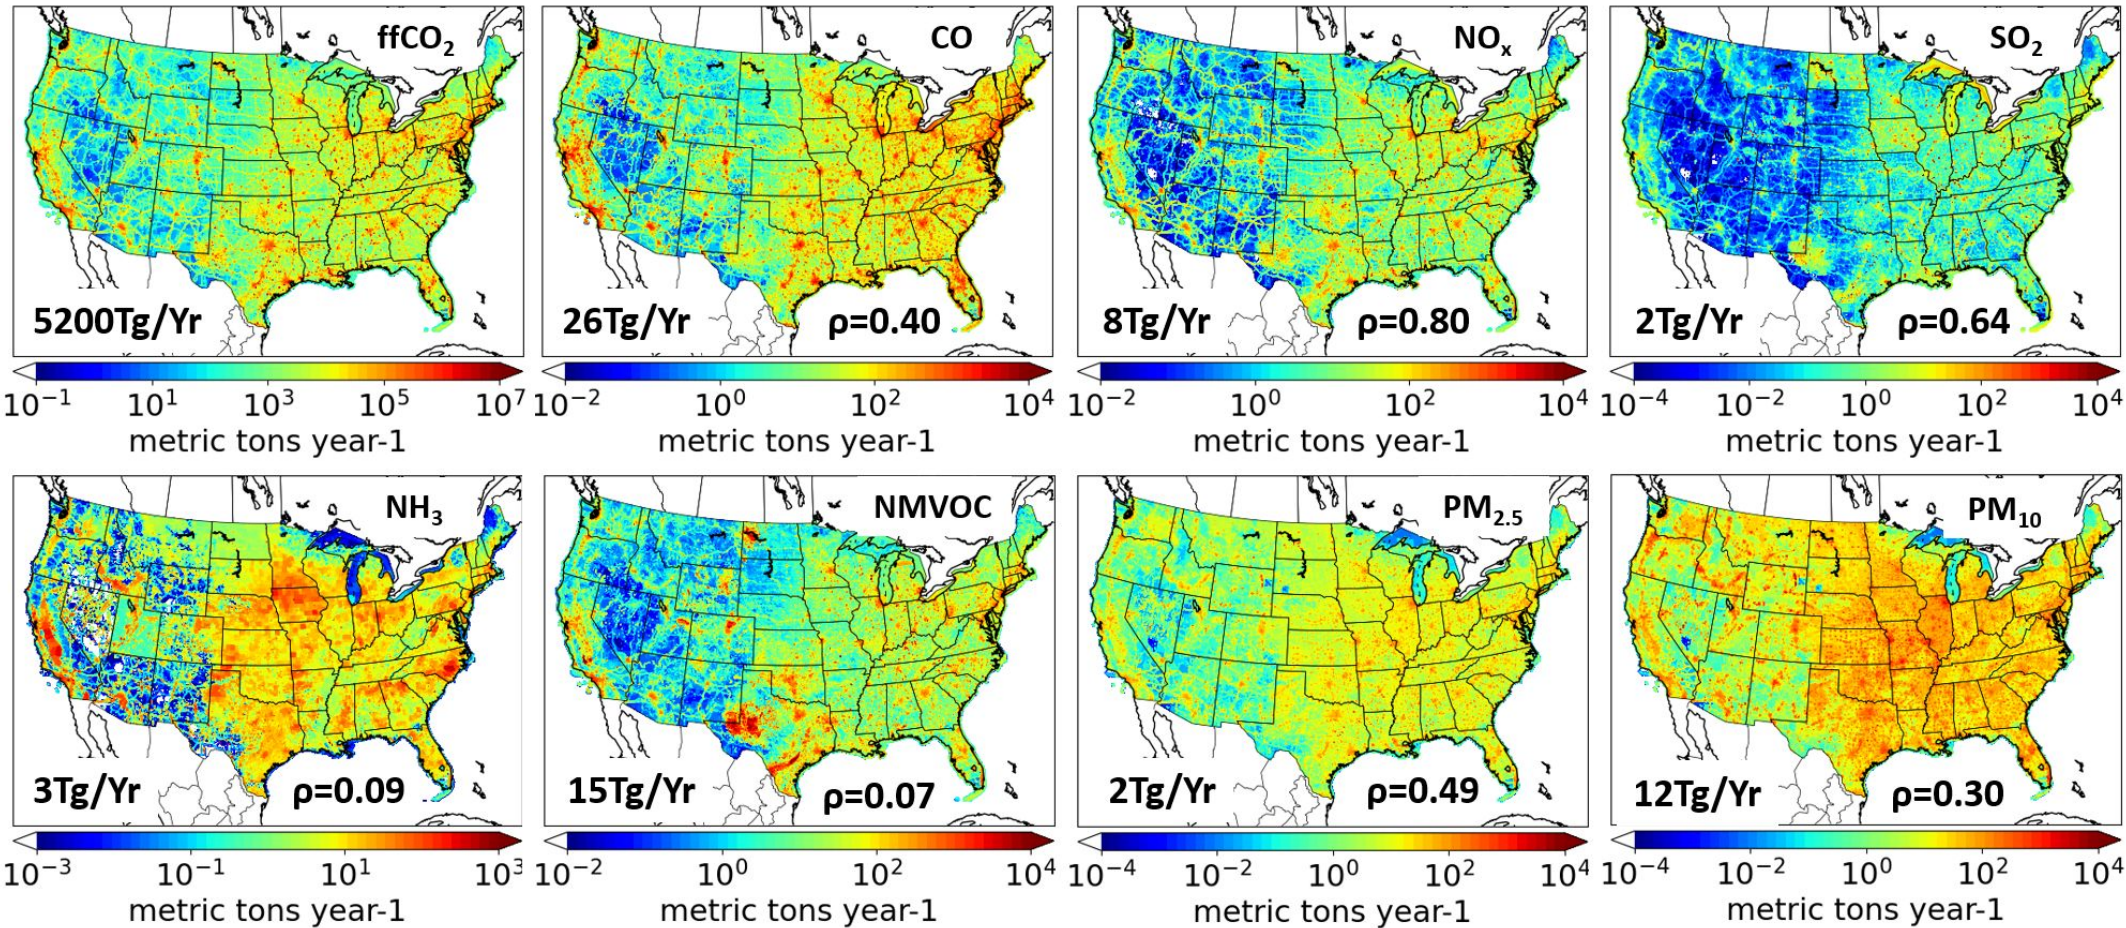 ffCO₂
5200Tg/Yr
10⁻¹ 10¹ 10³ 10⁵ 10⁷
metric tons year-1
CO
26Tg/Yr ρ=0.40
10⁻² 10⁰ 10² 10⁴
metric tons year-1
NOₓ
8Tg/Yr ρ=0.80
10⁻² 10⁰ 10² 10⁴
metric tons year-1
SO₂
2Tg/Yr ρ=0.64
10⁻⁴ 10⁻² 10⁰ 10² 10⁴
metric tons year-1
NH₃
3Tg/Yr ρ=0.09
10⁻³ 10⁻¹ 10¹ 10³
metric tons year-1
NMVOC
15Tg/Yr ρ=0.07
10⁻² 10⁰ 10² 10⁴
metric tons year-1
PM₂.₅
2Tg/Yr ρ=0.49
10⁻⁴ 10⁻² 10⁰ 10² 10⁴
metric tons year-1
PM₁₀
12Tg/Yr ρ=0.30
10⁻⁴ 10⁻² 10⁰ 10² 10⁴
metric tons year-1